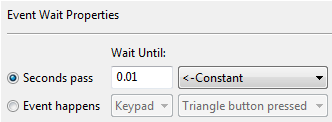 Event Wait Properties
Wait Until:
Seconds pass 0.01 <-Constant
Event happens Keypad Triangle button pressed